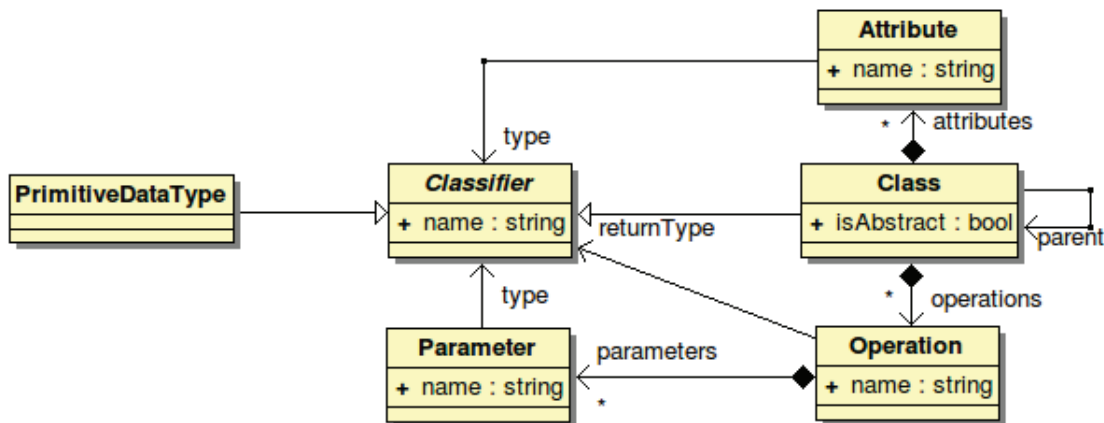 Attribute
+ name : string
* attributes
type
PrimitiveDataType
Classifier
+ name : string
Class
+ isAbstract : bool
returnType
parent
type
* operations
Parameter
+ name : string
parameters
*
Operation
+ name : string